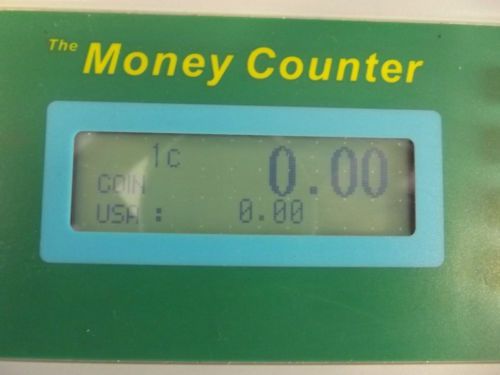 The Money Counter
1c
COIN 0.00
USA : 0.00